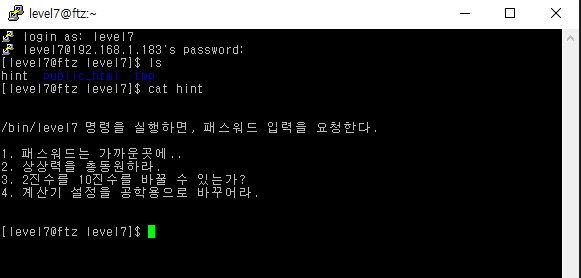 level7@ftz:~
login as: level7
level7@192.168.1.183's password:
[level7@ftz level7]$ ls
hint public_html tmp
[level7@ftz level7]$ cat hint
/bin/level7 명령을 실행하면, 패스워드 입력을 요청한다.
1. 패스워드는 가까운곳에..
2. 상상력을 총동원하라.
3. 2진수를 10진수를 바꿀 수 있는가?
4. 계산기 설정을 공학용으로 바꾸어라.
[level7@ftz level7]$